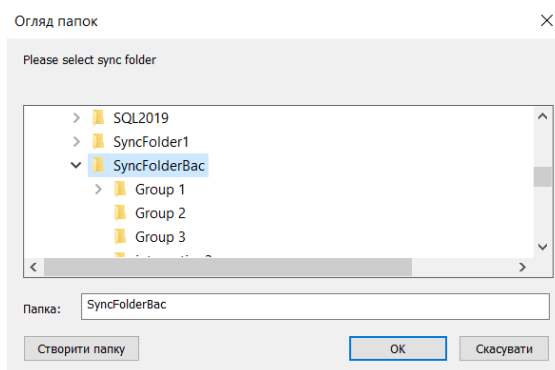 Огляд папок
Please select sync folder
SQL2019
SyncFolder1
SyncFolderBac
Group 1
Group 2
Group 3
Папка: SyncFolderBac
Створити папку OK Скасувати